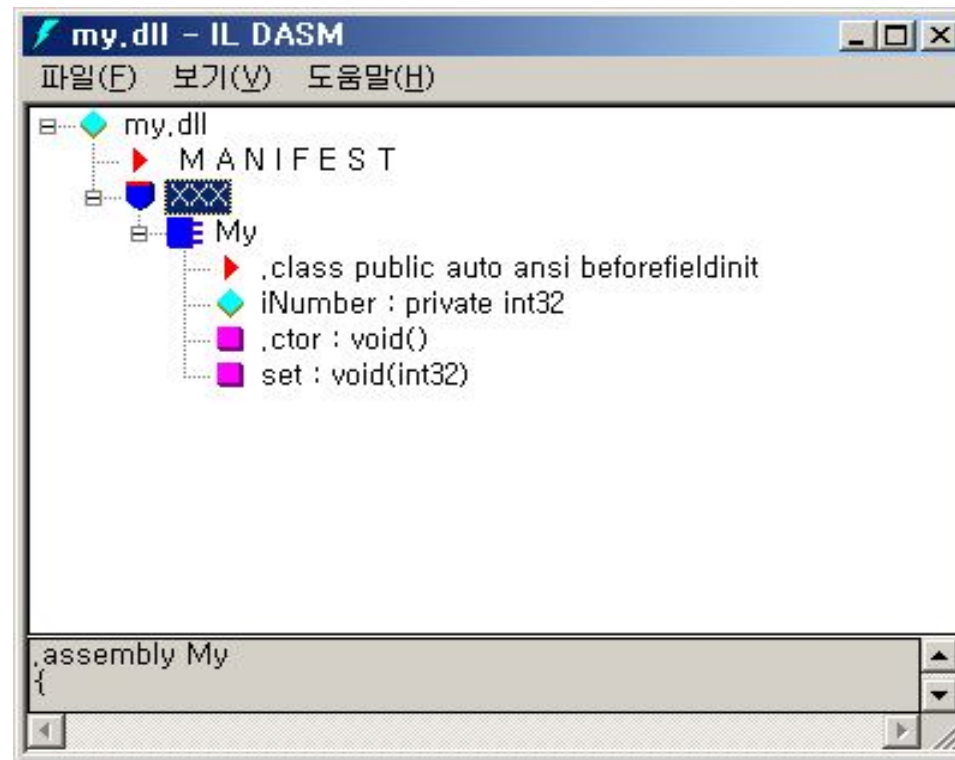 my.dll - IL DASM
파일(F) 보기(V) 도움말(H)
my.dll
M A N I F E S T
XXX
My
.class public auto ansi beforefieldinit
iNumber : private int32
.ctor : void()
set : void(int32)
.assembly My
{